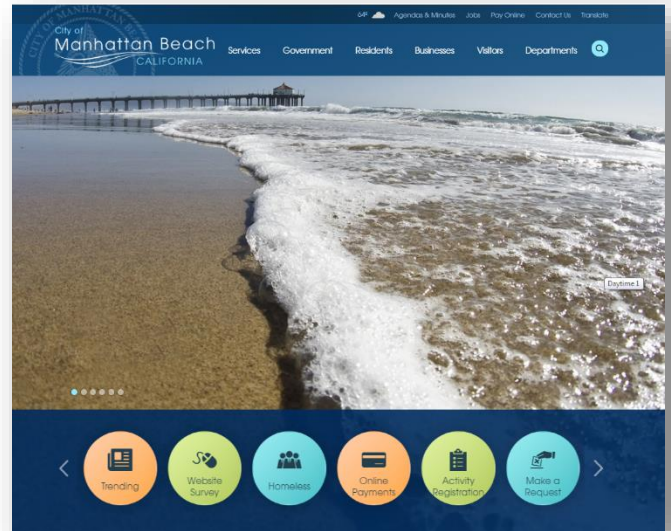 64° Agendas & Minutes Jobs Pay Online Contact Us Translate
City of
Manhattan Beach
CALIFORNIA
Services Government Residents Businesses Visitors Departments
Daytime 1
Trending
Website
Survey
Homeless
Online
Payments
Activity
Registration
Make a
Request